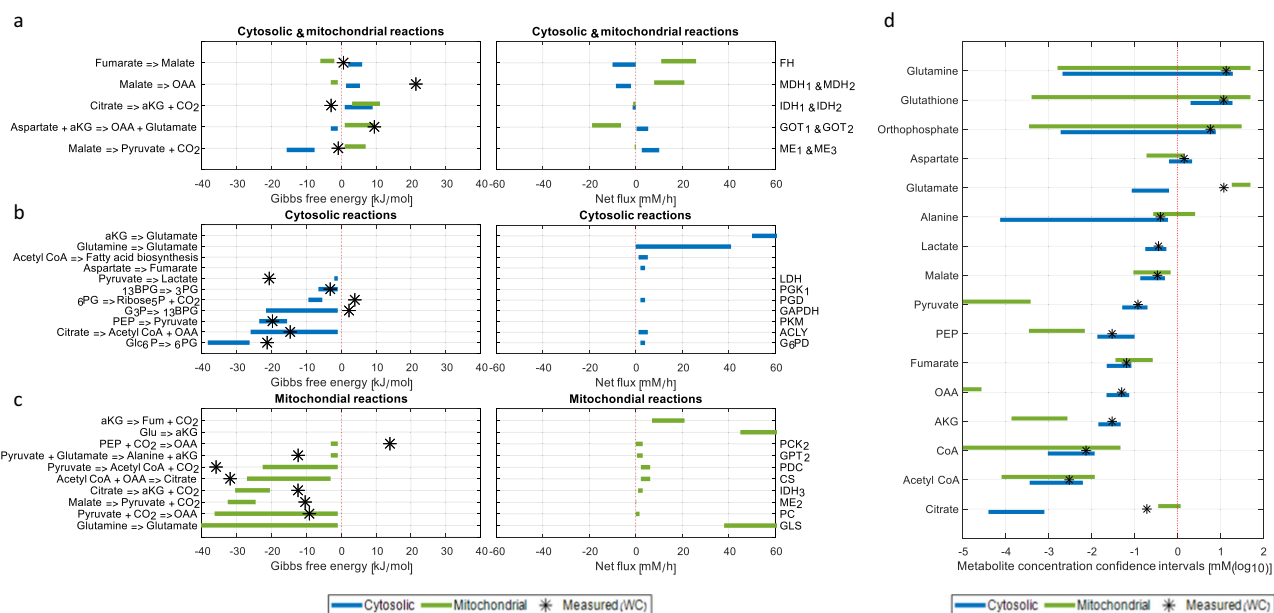 a
Cytosolic & mitochondrial reactions
Fumarate => Malate
Malate => OAA
Citrate => aKG + CO2
Aspartate + aKG => OAA + Glutamate
Malate => Pyruvate + CO2
-40 -30 -20 -10 0 10 20 30 40
Gibbs free energy [kJ/mol]
Cytosolic & mitochondrial reactions
FH
MDH1 & MDH2
IDH1 & IDH2
GOT1 & GOT2
ME1 & ME3
-60 -40 -20 0 20 40 60
Net flux [mM/h]
b
Cytosolic reactions
aKG => Glutamate
Glutamine => Glutamate
Acetyl CoA => Fatty acid biosynthesis
Aspartate => Fumarate
Pyruvate => Lactate
13BPG => 3PG
6PG => Ribose5P + CO2
G3P => 13BPG
PEP => Pyruvate
Citrate => Acetyl CoA + OAA
Glc6P => 6PG
-40 -30 -20 -10 0 10 20 30 40
Gibbs free energy [kJ/mol]
Cytosolic reactions
LDH
PGK1
PGD
GAPDH
PKM
ACLY
G6PD
-60 -40 -20 0 20 40 60
Net flux [mM/h]
c
Mitochondial reactions
aKG => Fum + CO2
Glu => aKG
PEP + CO2 => OAA
Pyruvate + Glutamate => Alanine + aKG
Pyruvate => Acetyl CoA + CO2
Acetyl CoA + OAA => Citrate
Citrate => aKG + CO2
Malate => Pyruvate + CO2
Pyruvate + CO2 => OAA
Glutamine => Glutamate
-40 -30 -20 -10 0 10 20 30 40
Gibbs free energy [kJ/mol]
Mitochondial reactions
PCK2
GPT2
PDC
CS
IDH3
ME2
PC
GLS
-60 -40 -20 0 20 40 60
Net flux [mM/h]
Cytosolic Mitochondrial Measured (WC)
d
Glutamine
Glutathione
Orthophosphate
Aspartate
Glutamate
Alanine
Lactate
Malate
Pyruvate
PEP
Fumarate
OAA
AKG
CoA
Acetyl CoA
Citrate
-5 -4 -3 -2 -1 0 1 2
Metabolite concentration confidence intervals [mM(log10)]
Cytosolic Mitochondrial Measured (WC)